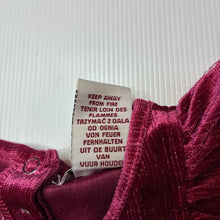 KEEP AWAY
FROM FIRE
TENIR LOIN DES
FLAMMES
TRZYMAĆ Z DALA
OD OGNIA
VON FEUER
FERNHALTEN
UIT DE BUURT
VAN
VUUR HOUDEN